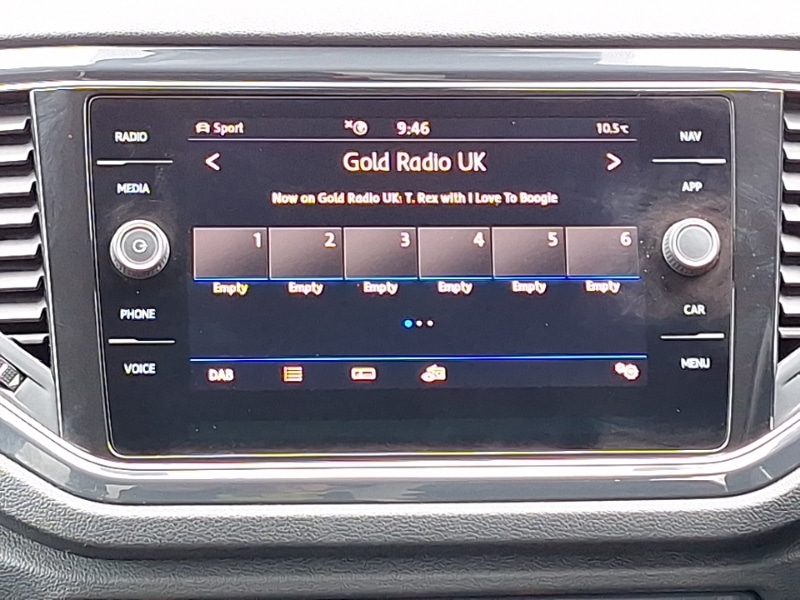 RADIO
MEDIA
PHONE
VOICE
Sport 9:46 10.5°C
< Gold Radio UK >
Now on Gold Radio UK: T. Rex with I Love To Boogie
1 2 3 4 5 6
Empty Empty Empty Empty Empty Empty
DAB
NAV
APP
CAR
MENU